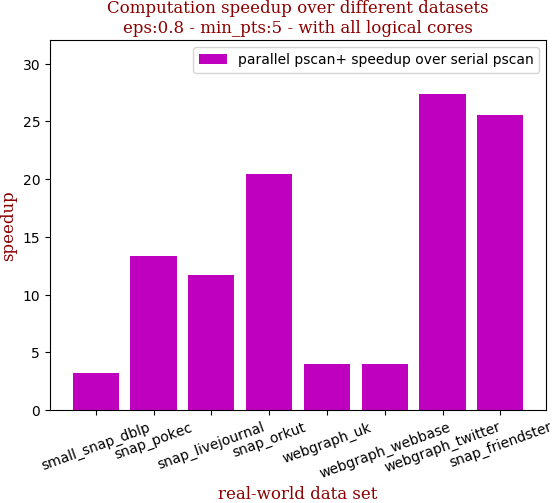 Computation speedup over different datasets
eps:0.8 - min_pts:5 - with all logical cores
parallel pscan+ speedup over serial pscan
speedup
30
25
20
15
10
5
0
small_snap_dblp
snap_pokec
snap_livejournal
snap_orkut
webgraph_uk
webgraph_webbase
webgraph_twitter
snap_friendster
real-world data set